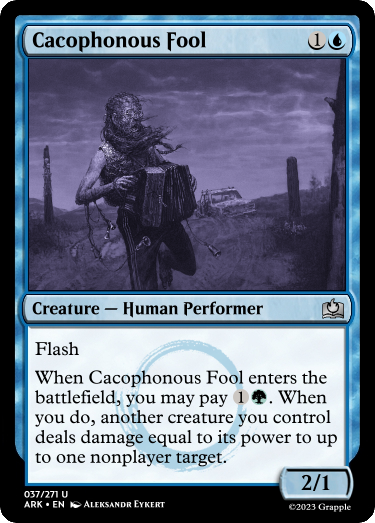 Cacophonous Fool 1
Creature — Human Performer
Flash
When Cacophonous Fool enters the
battlefield, you may pay 1. When
you do, another creature you control
deals damage equal to its power to up
to one nonplayer target.
2/1
037/271 U
ARK • EN Aleksandr Eykert
©2023 Grapple